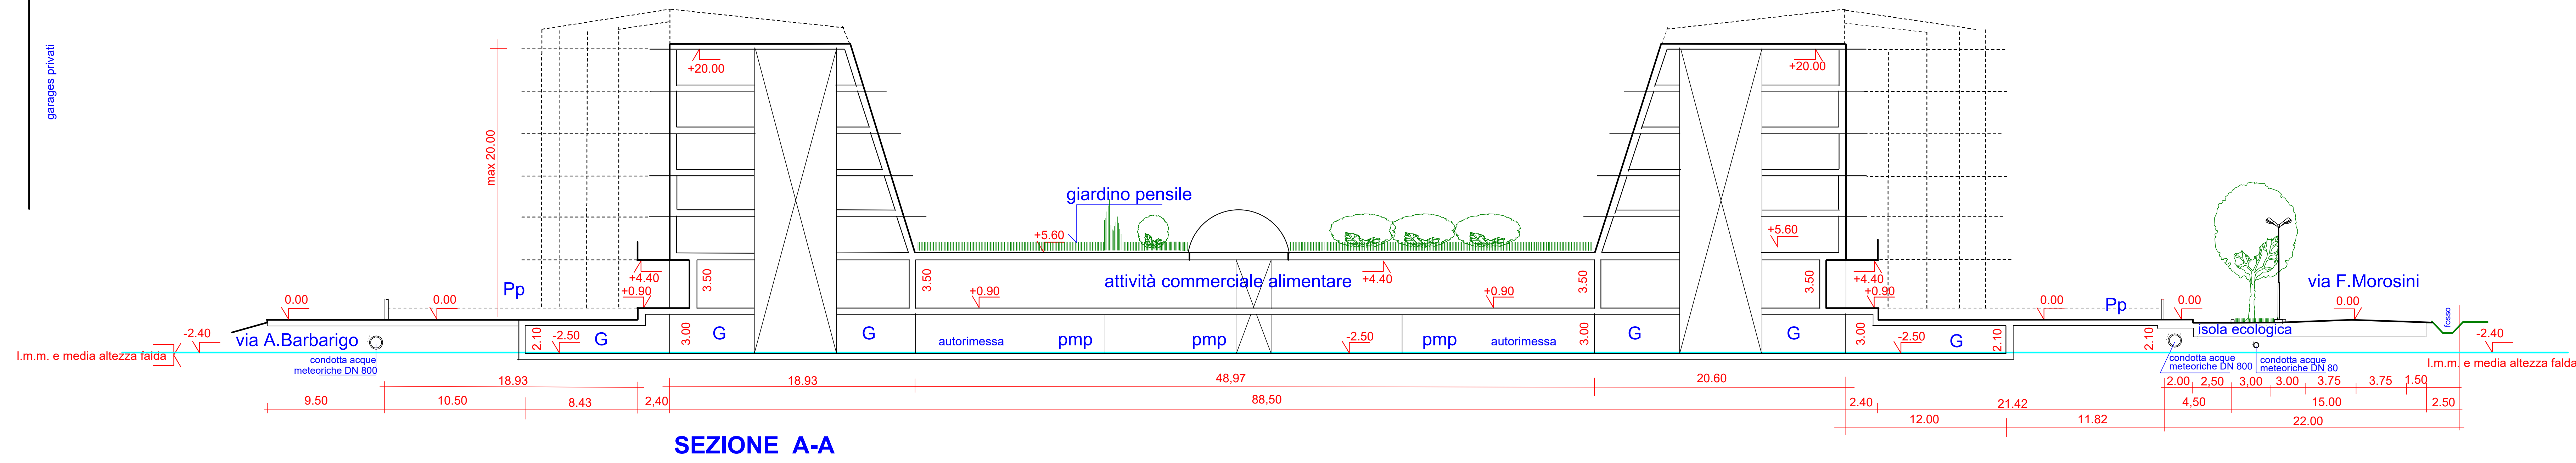 garages privati
max 20.00
+20.00
+20.00
giardino pensile
+5.60
+5.60
Pp
+4.40
+0.90
3.50
3.50
+0.90
attività commerciale alimentare
+4.40
+0.90
3.50
3.50
+4.40
+0.90
0.00
0.00
0.00
Pp
0.00
via F.Morosini
0.00
fosso
-2.40
l.m.m. e media altezza falda
via A.Barbarigo
condotta acque
meteoriche DN 800
2.10
-2.50
G
3.00
G
G
autorimessa
pmp
pmp
-2.50
pmp
autorimessa
3.00
G
G
3.00
-2.50
G
2.10
2.10
isola ecologica
condotta acque
meteoriche DN 800
condotta acque
meteoriche DN 80
-2.40
l.m.m. e media altezza falda
18.93
18.93
48,97
20.60
2.00
2,50
3,00
3.00
3.75
3.75
1.50
9.50
10.50
8.43
2,40
88,50
2.40
21.42
4,50
15.00
2.50
12.00
11.82
22.00
SEZIONE A-A